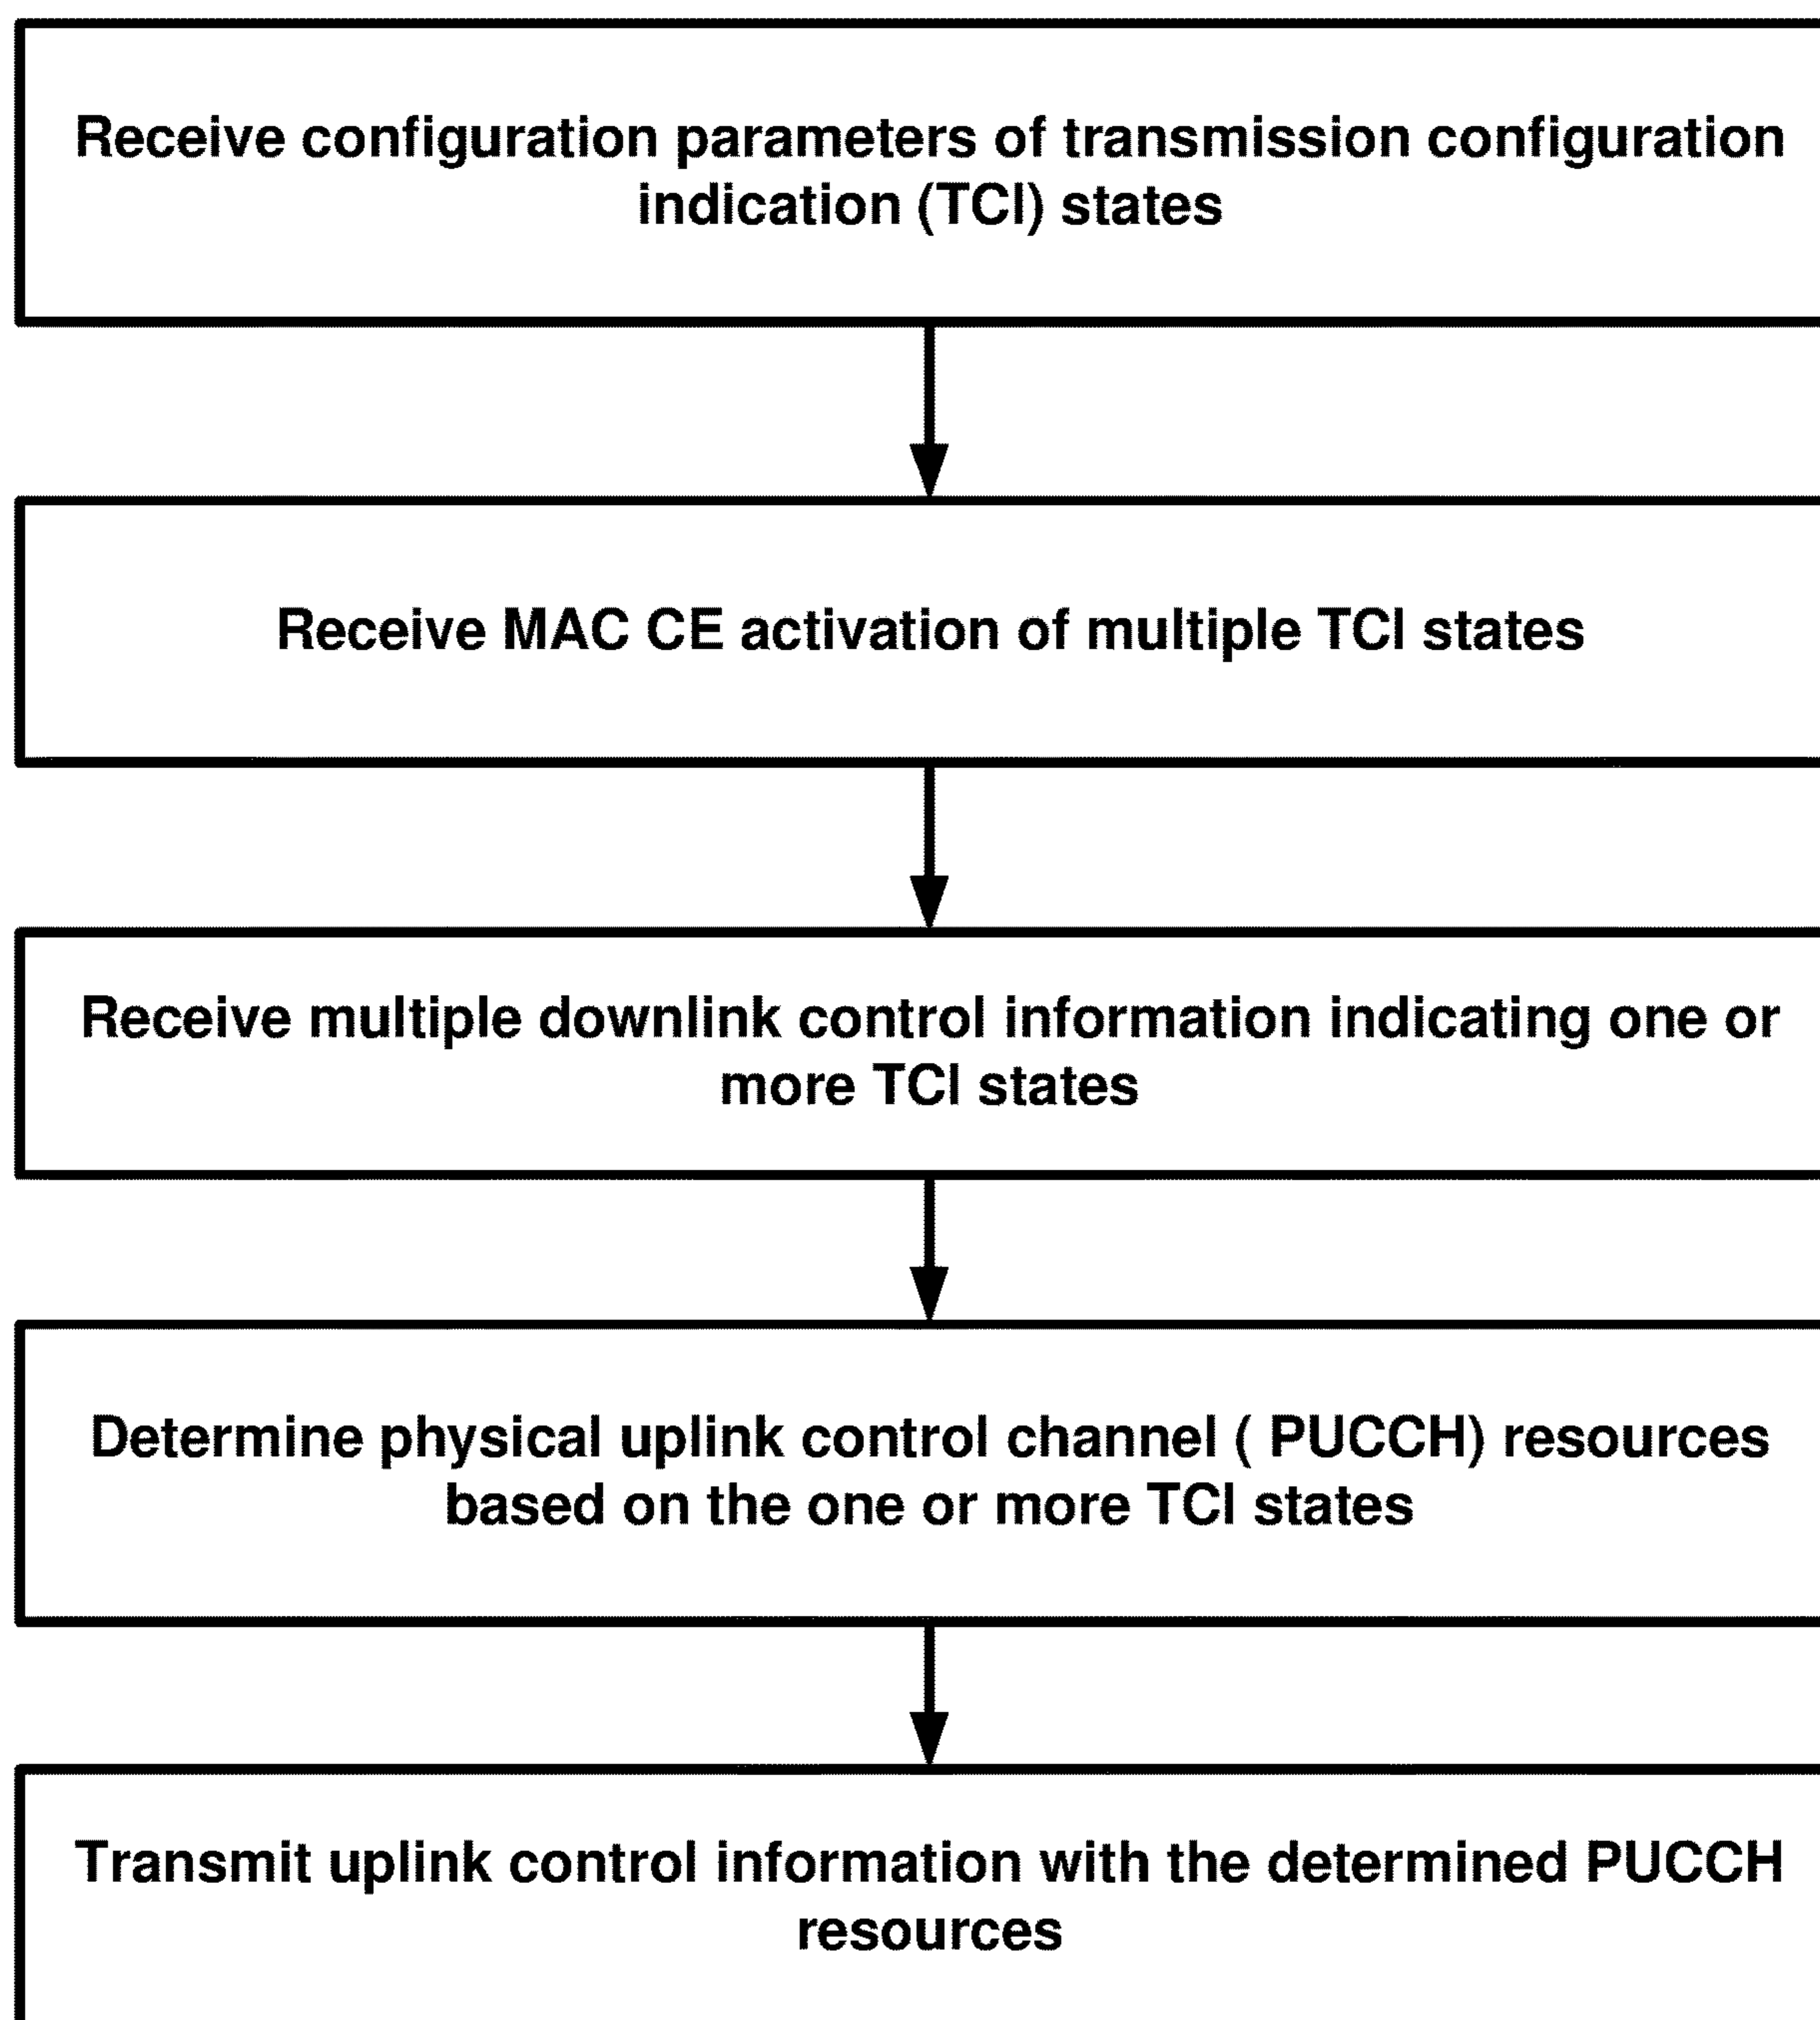 Receive configuration parameters of transmission configuration
indication (TCI) states
Receive MAC CE activation of multiple TCI states
Receive multiple downlink control information indicating one or
more TCI states
Determine physical uplink control channel ( PUCCH) resources
based on the one or more TCI states
Transmit uplink control information with the determined PUCCH
resources